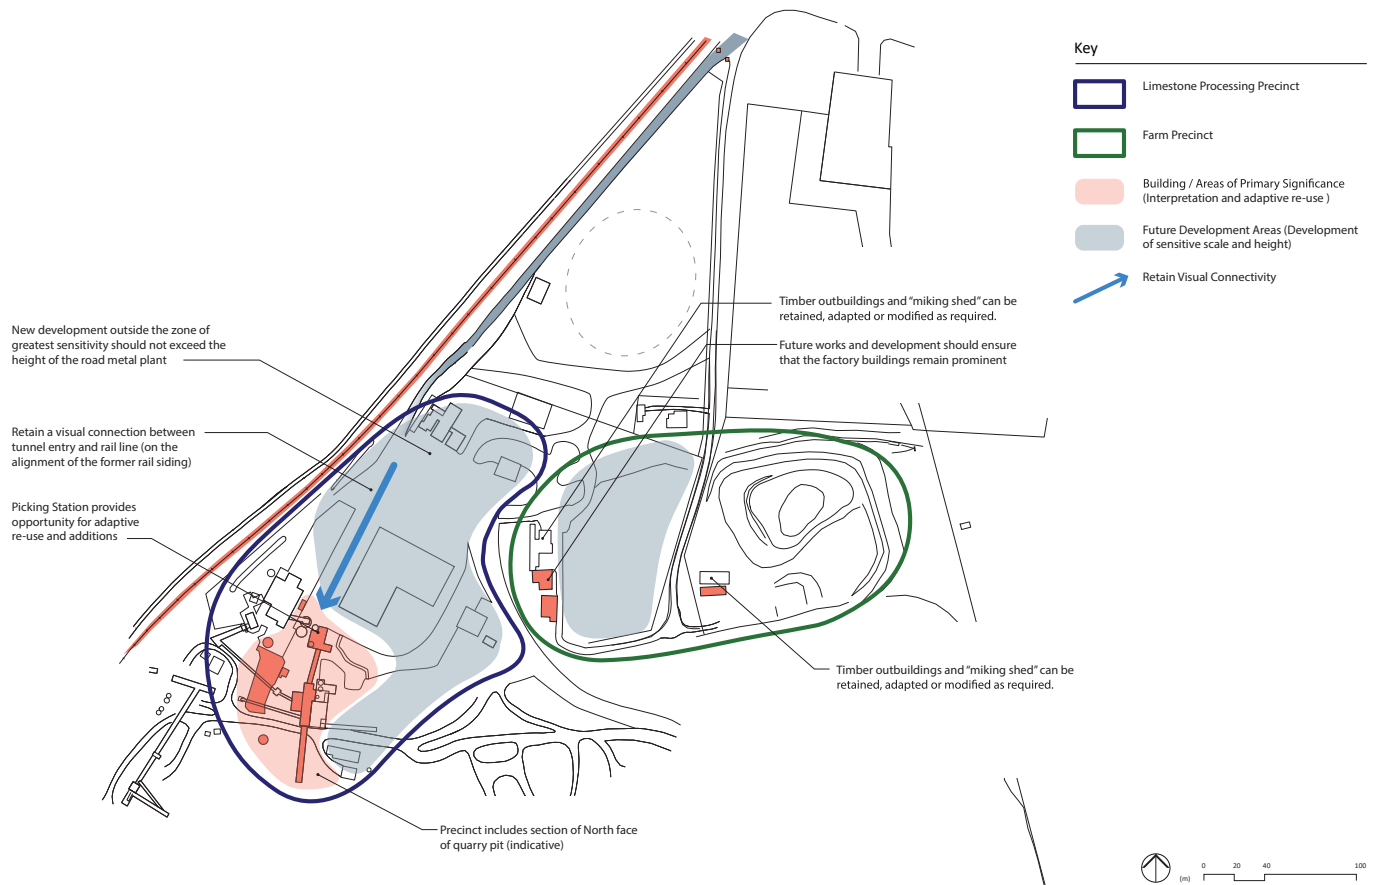 Key
Limestone Processing Precinct
Farm Precinct
Building / Areas of Primary Significance
(Interpretation and adaptive re-use )
Future Development Areas (Development
of sensitive scale and height)
Retain Visual Connectivity
Timber outbuildings and “miking shed” can be
retained, adapted or modified as required.
Future works and development should ensure
that the factory buildings remain prominent
New development outside the zone of
greatest sensitivity should not exceed the
height of the road metal plant
Retain a visual connection between
tunnel entry and rail line (on the
alignment of the former rail siding)
Picking Station provides
opportunity for adaptive
re-use and additions
Timber outbuildings and “miking shed” can be
retained, adapted or modified as required.
Precinct includes section of North face
of quarry pit (indicative)
(m)
0 20 40 100